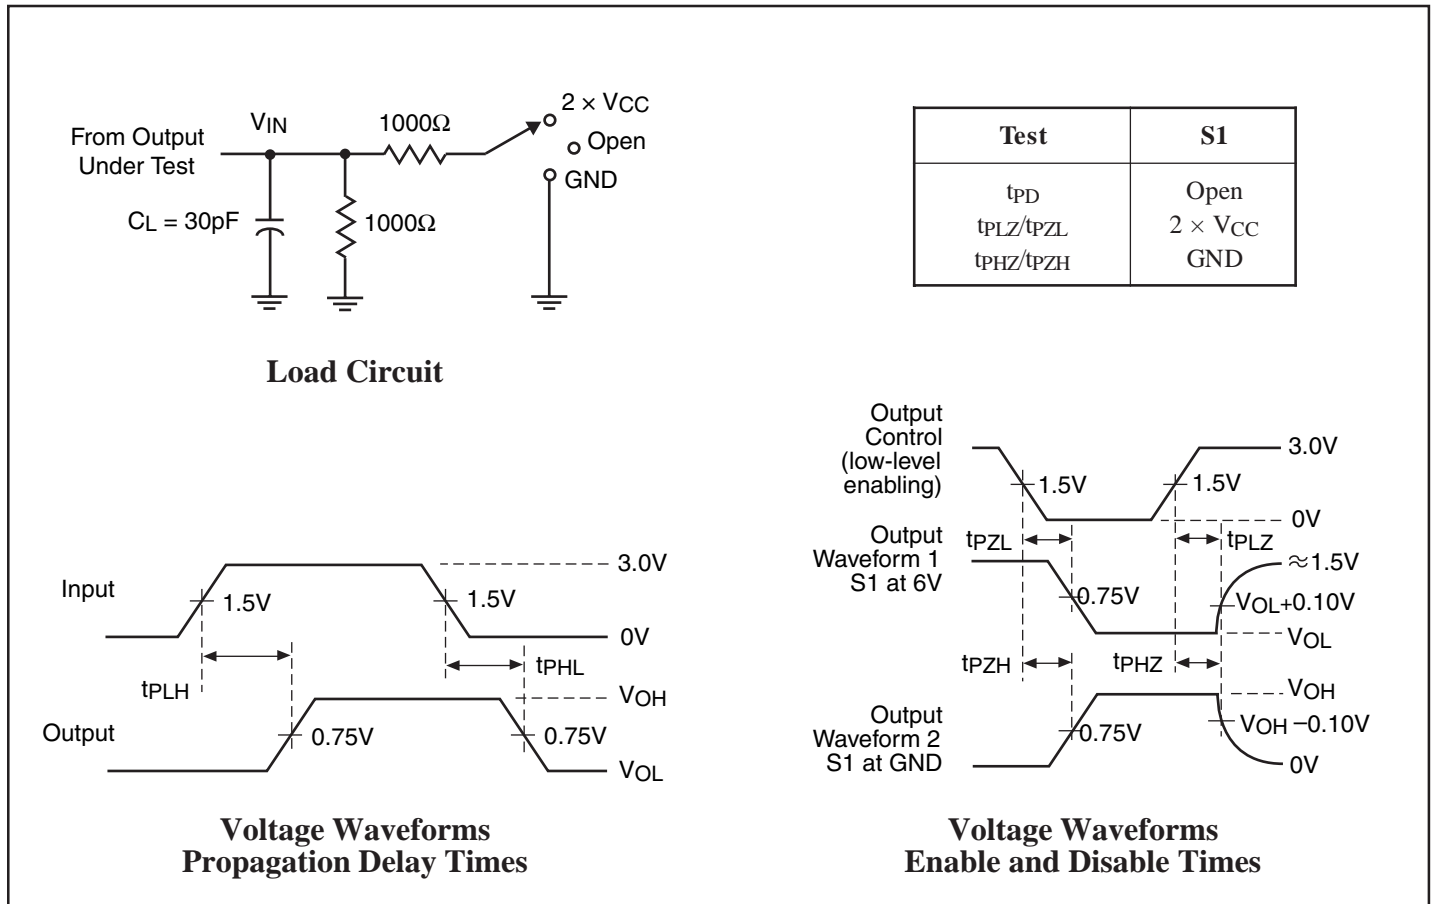 2 × VCC
VIN
1000Ω
From Output
Under Test
Open
GND
CL = 30pF
1000Ω
Load Circuit
Test S1
tPD Open
tPLZ/tPZL 2 × VCC
tPHZ/tPZH GND
Input
1.5V
1.5V
3.0V
0V
tPLH
tPHL
Output
0.75V
0.75V
VOH
VOL
Voltage Waveforms
Propagation Delay Times
Output
Control
(low-level
enabling)
1.5V
1.5V
3.0V
0V
Output
Waveform 1
S1 at 6V
tPZL
tPLZ
0.75V
≈1.5V
VOL+0.10V
VOL
tPZH
tPHZ
Output
Waveform 2
S1 at GND
0.75V
VOH
VOH −0.10V
0V
Voltage Waveforms
Enable and Disable Times